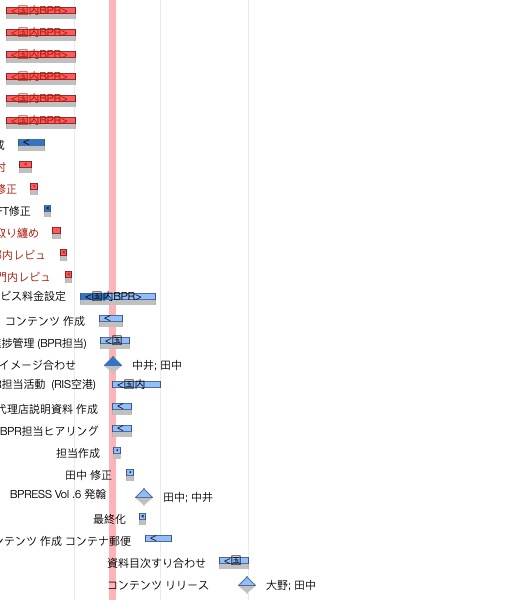 <国内BPR>
<国内BPR>
<国内BPR>
<国内BPR>
<国内BPR>
<国内BPR>
成 <
付
修正
FT修正
取り纏め
部内レビュ
門内レビュ
ビス料金設定 <国内BPR>
コンテンツ 作成 <
進捗管理 (BPR担当) <国
イメージ合わせ 中井; 田中
担当活動 (RIS空港) <国内
代理店説明資料 作成 <
BPR担当ヒアリング <
担当作成
田中 修正
BPRESS Vol .6 発翰 田中; 中井
最終化
ンテンツ 作成 コンテナ郵便 <
資料目次すり合わせ <国
コンテンツ リリース 大野; 田中